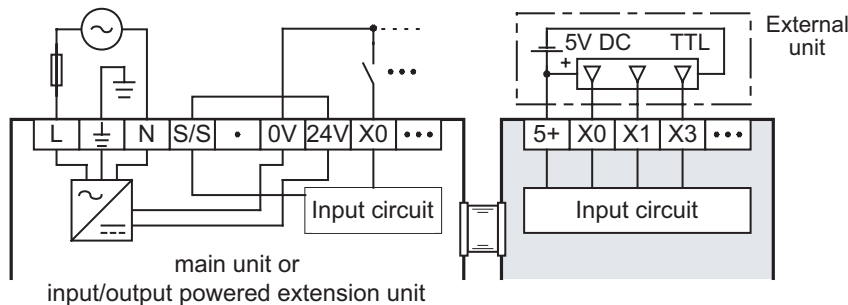 5V DC TTL
+
External
unit
L N S/S • 0V 24V X0 •••
5+ X0 X1 X3 •••
Input circuit
Input circuit
main unit or
input/output powered extension unit